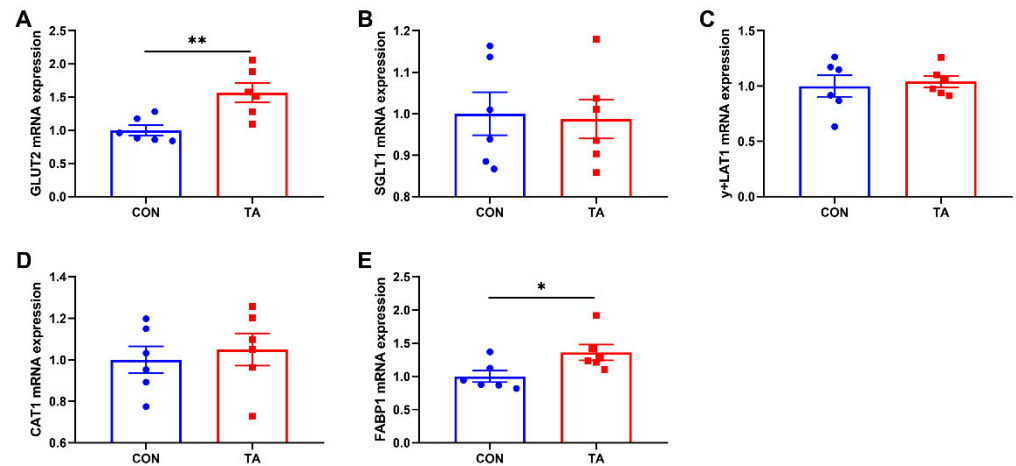 A
GLUT2 mRNA expression
2.5
2.0
1.5
1.0
0.5
0.0
**
CON
TA
B
SGLT1 mRNA expression
1.2
1.1
1.0
0.9
0.8
CON
TA
C
y+LAT1 mRNA expression
1.5
1.0
0.5
0.0
CON
TA
D
CAT1 mRNA expression
1.4
1.2
1.0
0.8
0.6
CON
TA
E
FABP1 mRNA expression
2.5
2.0
1.5
1.0
0.5
0.0
*
CON
TA